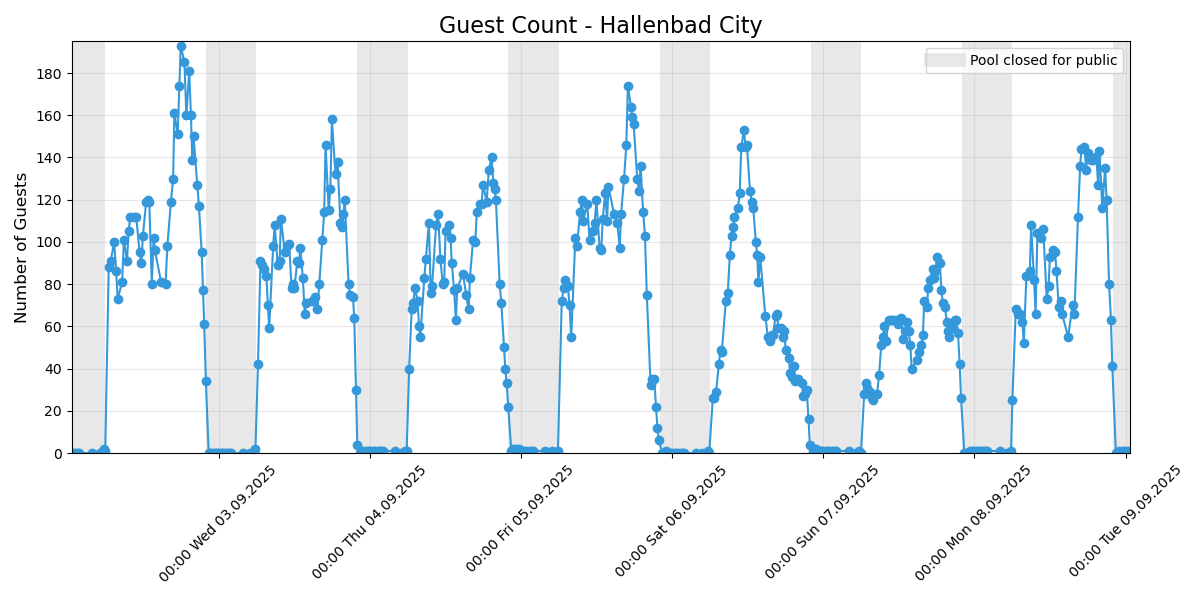 Guest Count - Hallenbad City
Pool closed for public
Number of Guests
180
160
140
120
100
80
60
40
20
0
00:00 Wed 03.09.2025
00:00 Thu 04.09.2025
00:00 Fri 05.09.2025
00:00 Sat 06.09.2025
00:00 Sun 07.09.2025
00:00 Mon 08.09.2025
00:00 Tue 09.09.2025